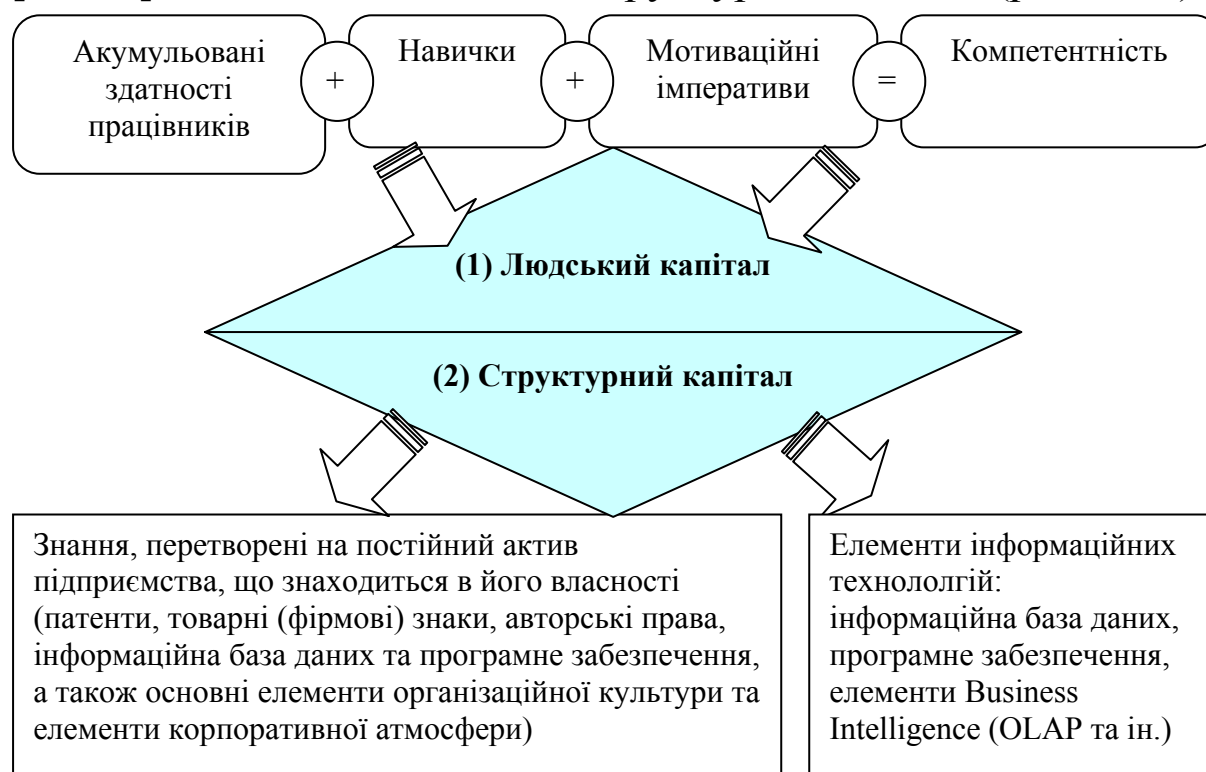 Акумульовані
здатності
працівників
+
Навички
+
Мотиваційні
імперативи
=
Компетентність
(1) Людський капітал
(2) Структурний капітал
Знання, перетворені на постійний актив
підприємства, що знаходиться в його власності
(патенти, товарні (фірмові) знаки, авторські права,
інформаційна база даних та програмне забезпечення,
а також основні елементи організаційної культури та
елементи корпоративної атмосфери)
Елементи інформаційних
технололгій:
інформаційна база даних,
програмне забезпечення,
елементи Business
Intelligence (OLAP та ін.)